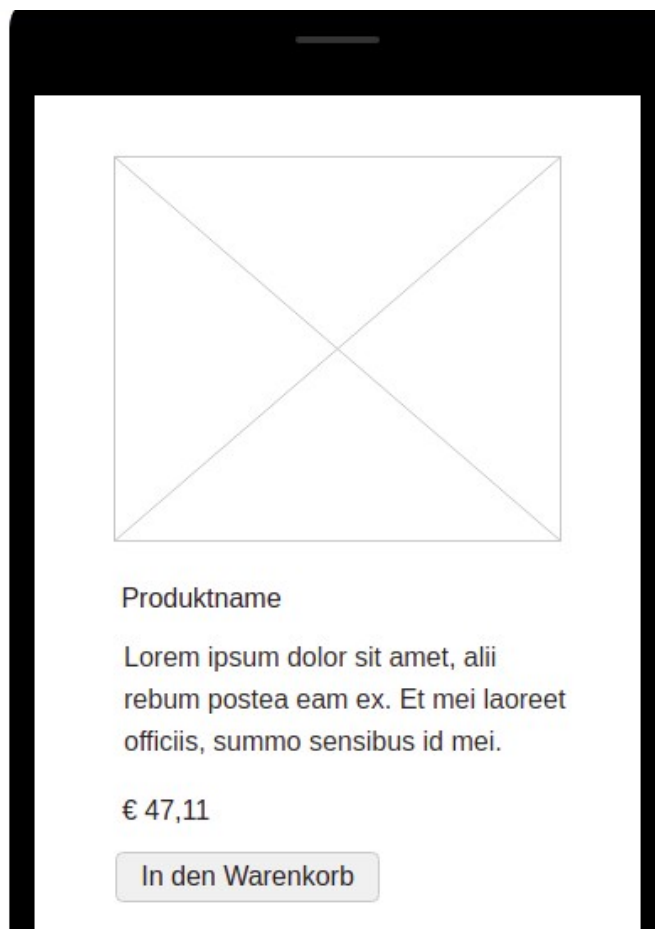 Produktname
Lorem ipsum dolor sit amet, alii
rebum postea eam ex. Et mei laoreet
officiis, summo sensibus id mei.
€ 47,11
In den Warenkorb